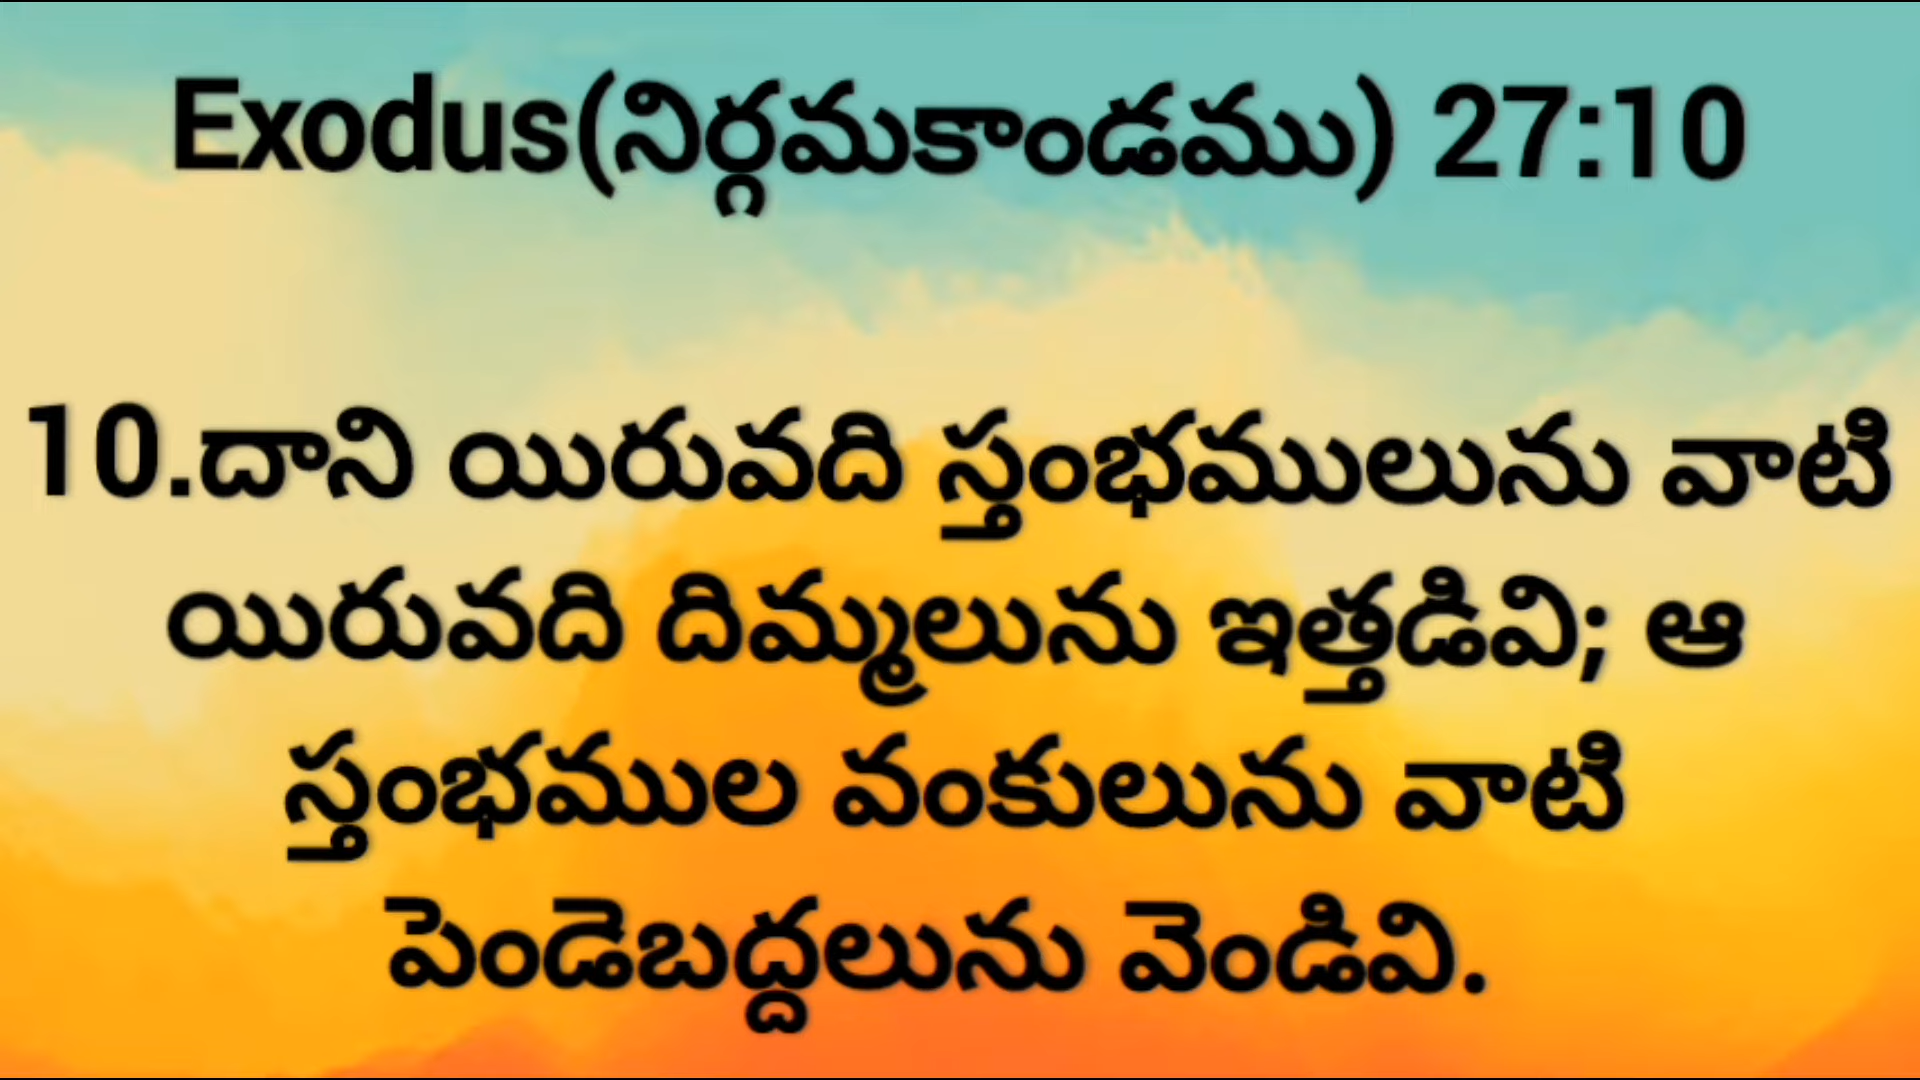 Exodus(నిర్గమకాండము) 27:10
10.దాని యిరువది స్తంభములును వాటి
యిరువది దిమ్మలును ఇత్తడివి; ఆ
స్తంభముల వంకులును వాటి
పెండెబద్దలును వెండివి.